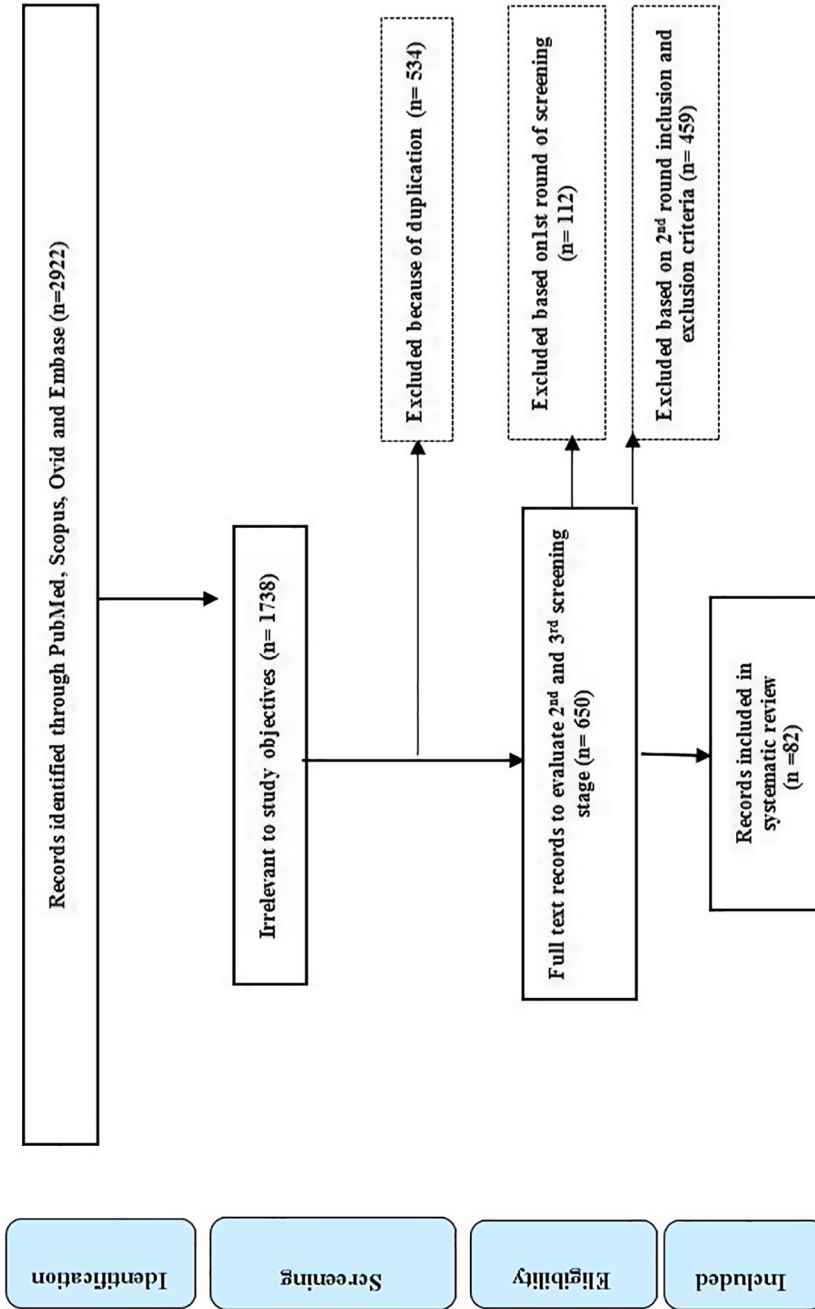 Identification
Records identified through PubMed, Scopus, Ovid and Embase (n=2922)
Screening
Irrelevant to study objectives (n= 1738)
Excluded because of duplication (n= 534)
Eligibility
Full text records to evaluate 2nd and 3rd screening
stage (n= 650)
Excluded based on1st round of screening
(n= 112)
Excluded based on 2nd round inclusion and
exclusion criteria (n= 459)
Included
Records included in
systematic review
(n =82)